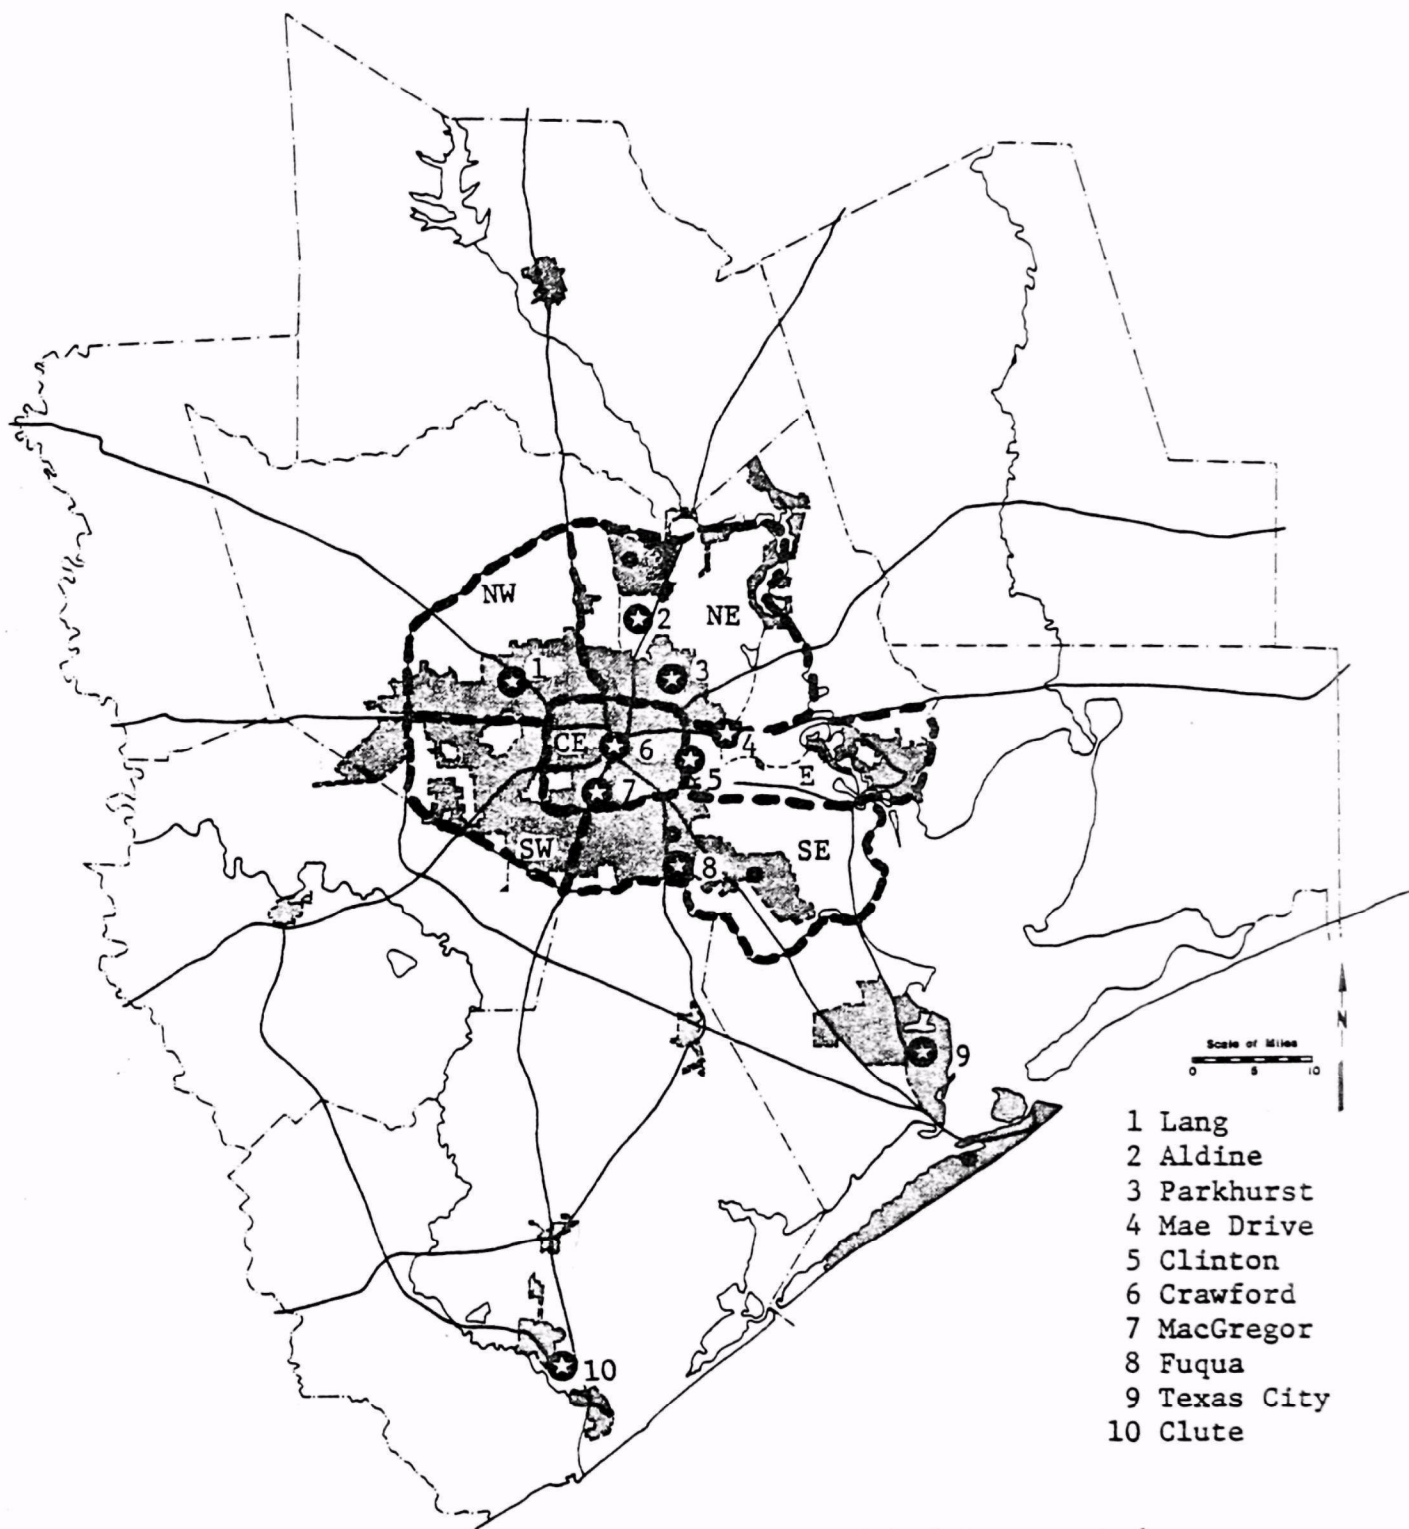 NW
2
NE
1
3
CE
6
4
E
7
5
SW
SE
8
9
N
Scale of Miles
0 5 10
1 Lang
2 Aldine
3 Parkhurst
4 Mae Drive
5 Clinton
6 Crawford
7 MacGregor
8 Fuqua
9 Texas City
10 Clute
10